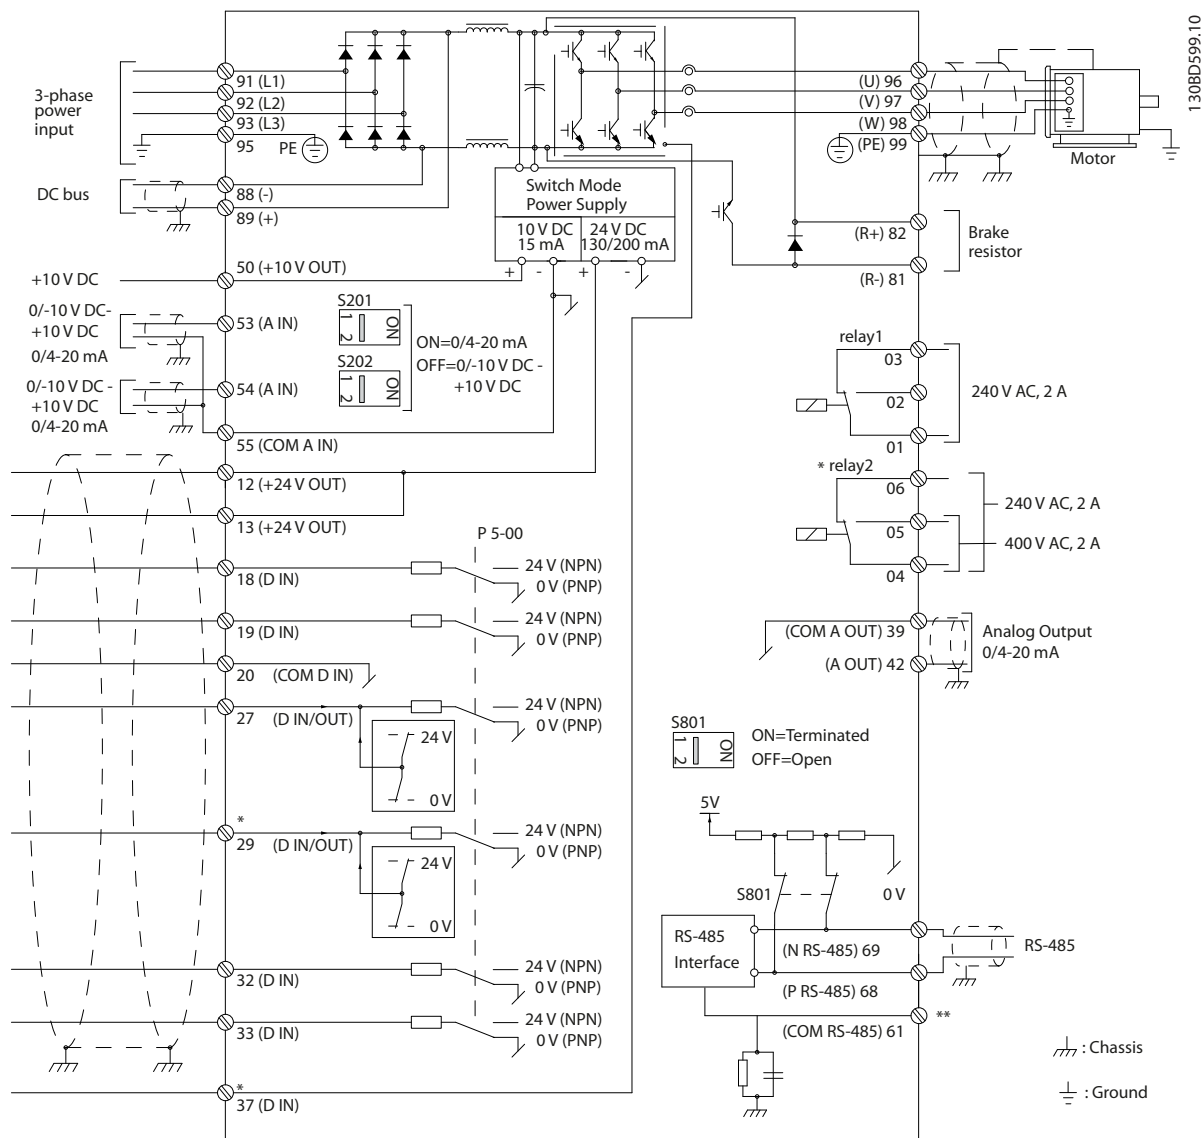 130BD599.10
3-phase
power
input
91 (L1)
92 (L2)
93 (L3)
95
PE
DC bus
88 (-)
89 (+)
Switch Mode
Power Supply
10 V DC
15 mA
24 V DC
130/200 mA
+
-
+
-
(U) 96
(V) 97
(W) 98
(PE) 99
Motor
(R+) 82
(R-) 81
Brake
resistor
+10 V DC
50 (+10 V OUT)
0/-10 V DC-
+10 V DC
0/4-20 mA
53 (A IN)
0/-10 V DC -
+10 V DC
0/4-20 mA
54 (A IN)
55 (COM A IN)
S201
1
2
ON
S202
1
2
ON
ON=0/4-20 mA
OFF=0/-10 V DC -
+10 V DC
relay1
03
02
01
240 V AC, 2 A
* relay2
06
05
04
240 V AC, 2 A
400 V AC, 2 A
12 (+24 V OUT)
13 (+24 V OUT)
P 5-00
18 (D IN)
24 V (NPN)
0 V (PNP)
19 (D IN)
24 V (NPN)
0 V (PNP)
20 (COM D IN)
27 (D IN/OUT)
24 V (NPN)
0 V (PNP)
24 V
0 V
*
29 (D IN/OUT)
24 V (NPN)
0 V (PNP)
24 V
0 V
32 (D IN)
24 V (NPN)
0 V (PNP)
33 (D IN)
24 V (NPN)
0 V (PNP)
*
37 (D IN)
(COM A OUT) 39
(A OUT) 42
Analog Output
0/4-20 mA
S801
1
2
ON
ON=Terminated
OFF=Open
5V
S801
0 V
RS-485
Interface
(N RS-485) 69
(P RS-485) 68
(COM RS-485) 61
RS-485
**
: Chassis
: Ground